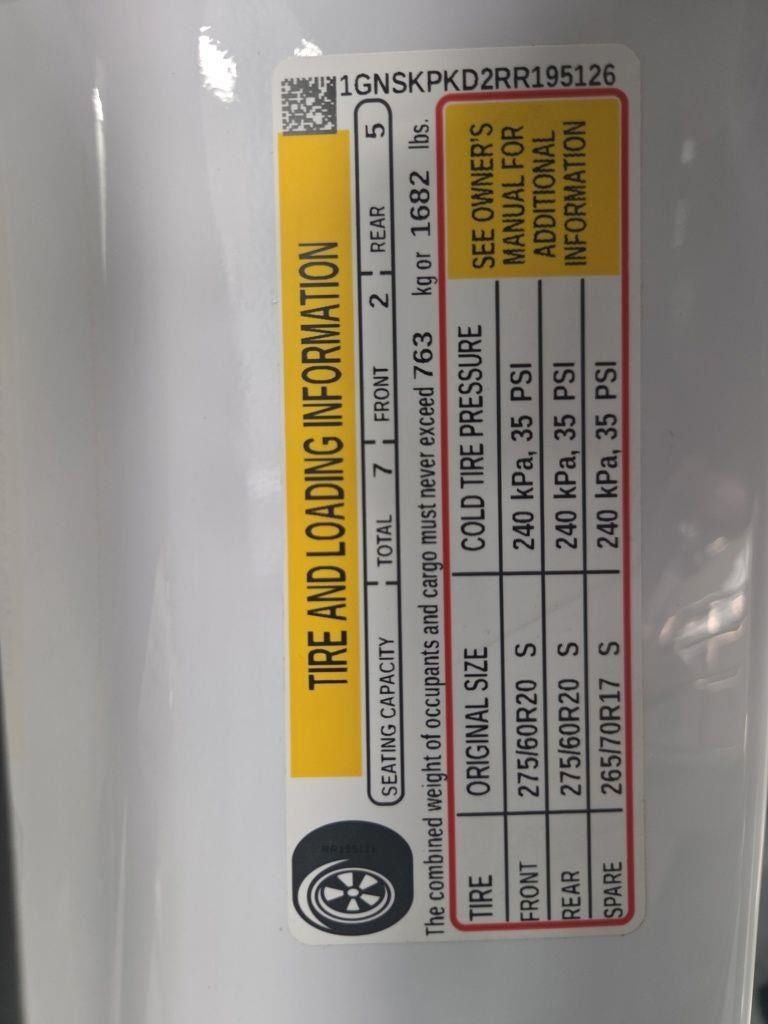 1GNSKPKD2RR195126
TIRE AND LOADING INFORMATION
SEATING CAPACITY TOTAL 7 FRONT 2 REAR 5
The combined weight of occupants and cargo must never exceed 763 kg or 1682 lbs.
TIRE ORIGINAL SIZE COLD TIRE PRESSURE
FRONT 275/60R20 S 240 kPa, 35 PSI
REAR 275/60R20 S 240 kPa, 35 PSI
SPARE 265/70R17 S 240 kPa, 35 PSI
SEE OWNER'S
MANUAL FOR
ADDITIONAL
INFORMATION